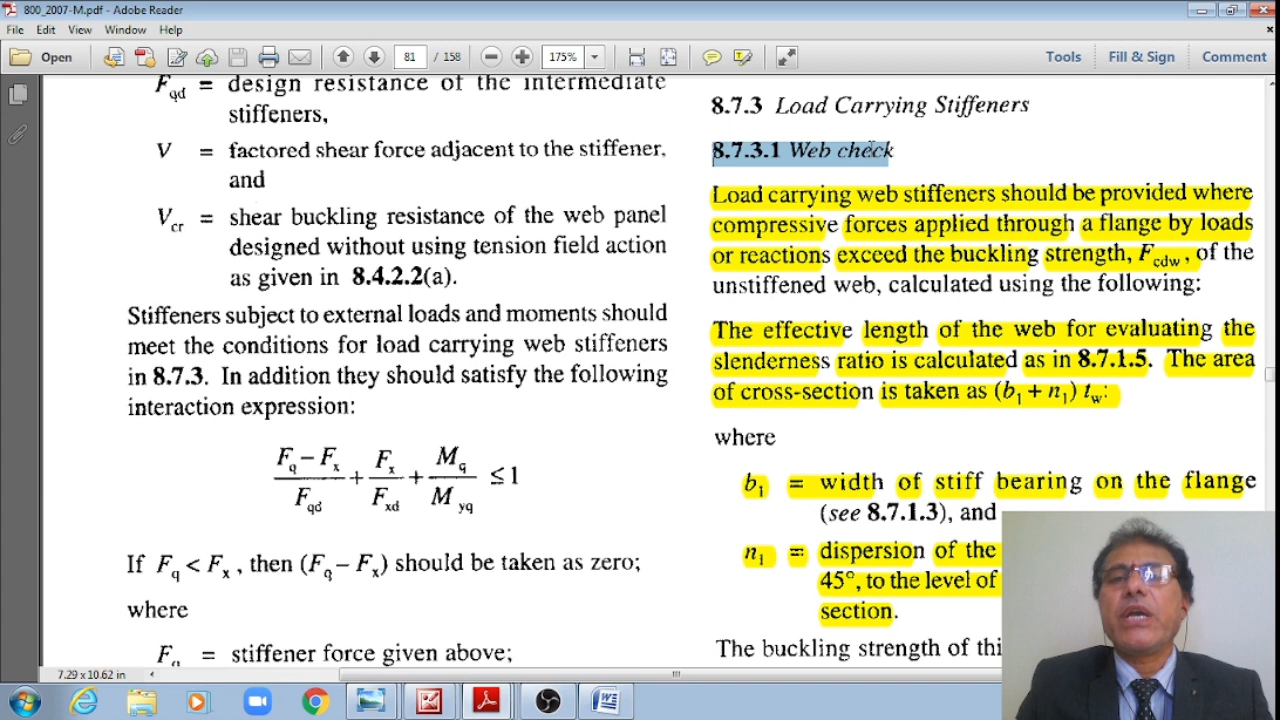 800_2007-M.pdf - Adobe Reader
File Edit View Window Help
Open 81 / 158 175% Tools Fill & Sign Comment
F_qd = design resistance of the intermediate
stiffeners,
V = factored shear force adjacent to the stiffener,
and
V_cr = shear buckling resistance of the web panel
designed without using tension field action
as given in 8.4.2.2(a).
Stiffeners subject to external loads and moments should
meet the conditions for load carrying web stiffeners
in 8.7.3. In addition they should satisfy the following
interaction expression:
(F_q − F_x)/F_qd + F_x/F_xd + M_q/M_yq ≤ 1
If F_q < F_x, then (F_q − F_x) should be taken as zero;
where
F_q = stiffener force given above;
8.7.3 Load Carrying Stiffeners
8.7.3.1 Web check
Load carrying web stiffeners should be provided where
compressive forces applied through a flange by loads
or reactions exceed the buckling strength, F_cdw, of the
unstiffened web, calculated using the following:
The effective length of the web for evaluating the
slenderness ratio is calculated as in 8.7.1.5. The area
of cross-section is taken as (b_1 + n_1) t_w:
where
b_1 = width of stiff bearing on the flange
(see 8.7.1.3), and
n_1 = dispersion of the
45°, to the level of
section.
The buckling strength of thi
7.29 x 10.62 in